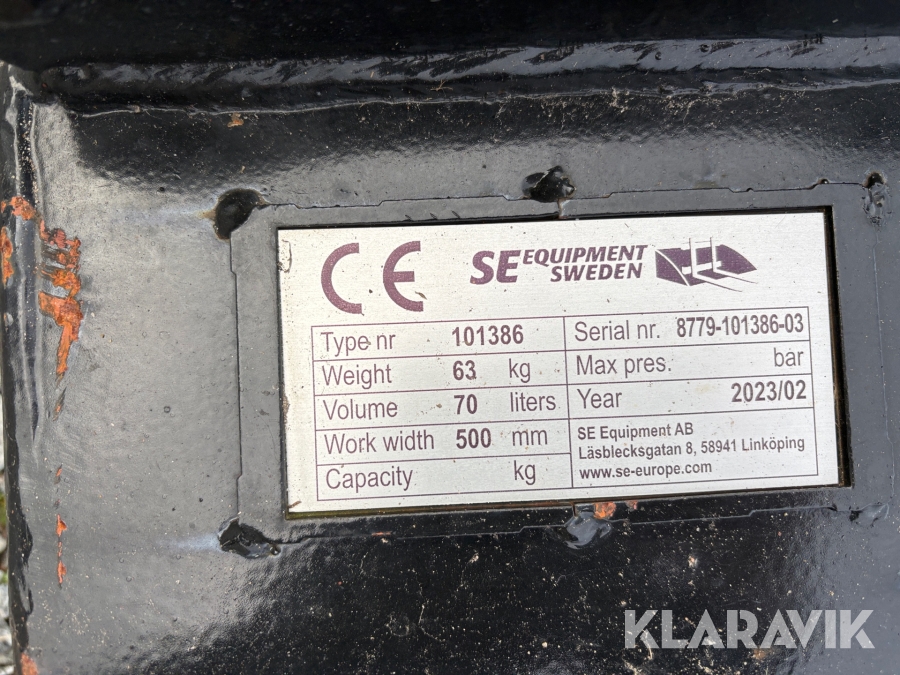 CE SE EQUIPMENT
SWEDEN
Type nr 101386 Serial nr. 8779-101386-03
Weight 63 kg Max pres. bar
Volume 70 liters Year 2023/02
Work width 500 mm
Capacity kg
SE Equipment AB
Läsblecksgatan 8, 58941 Linköping
www.se-europe.com
KLARAVIK